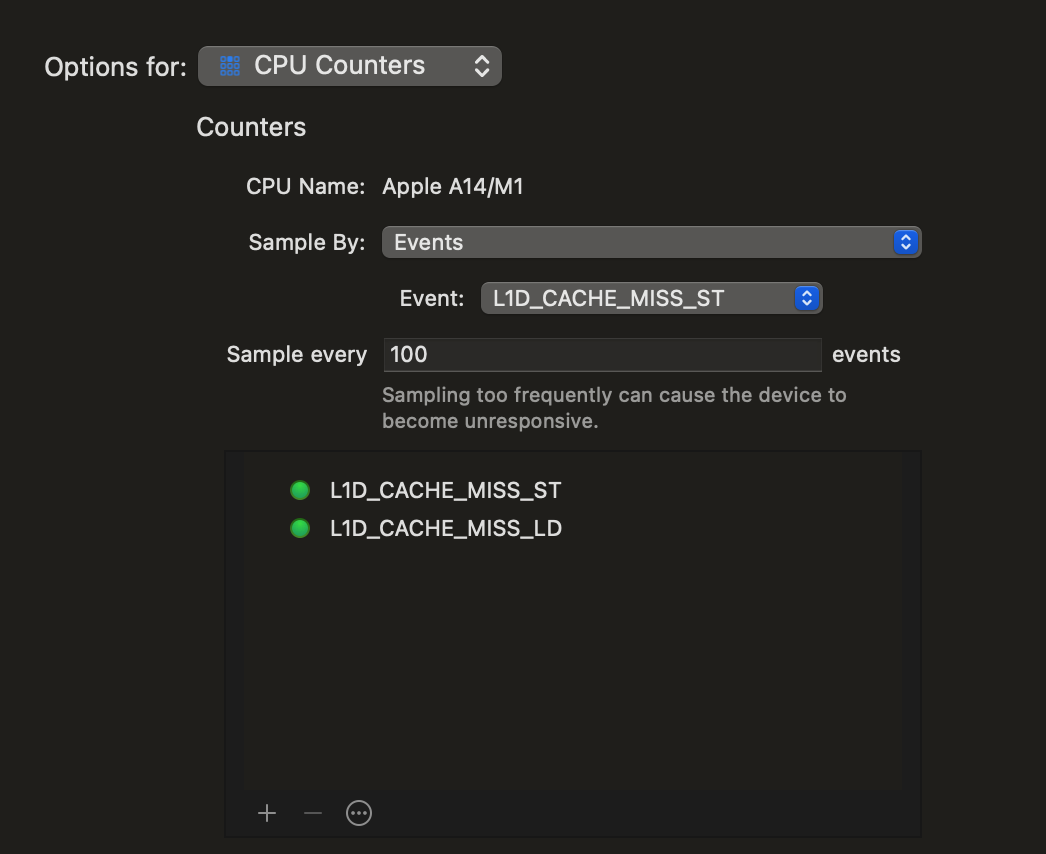 Options for: CPU Counters
Counters
CPU Name: Apple A14/M1
Sample By: Events
Event: L1D_CACHE_MISS_ST
Sample every 100 events
Sampling too frequently can cause the device to
become unresponsive.
L1D_CACHE_MISS_ST
L1D_CACHE_MISS_LD